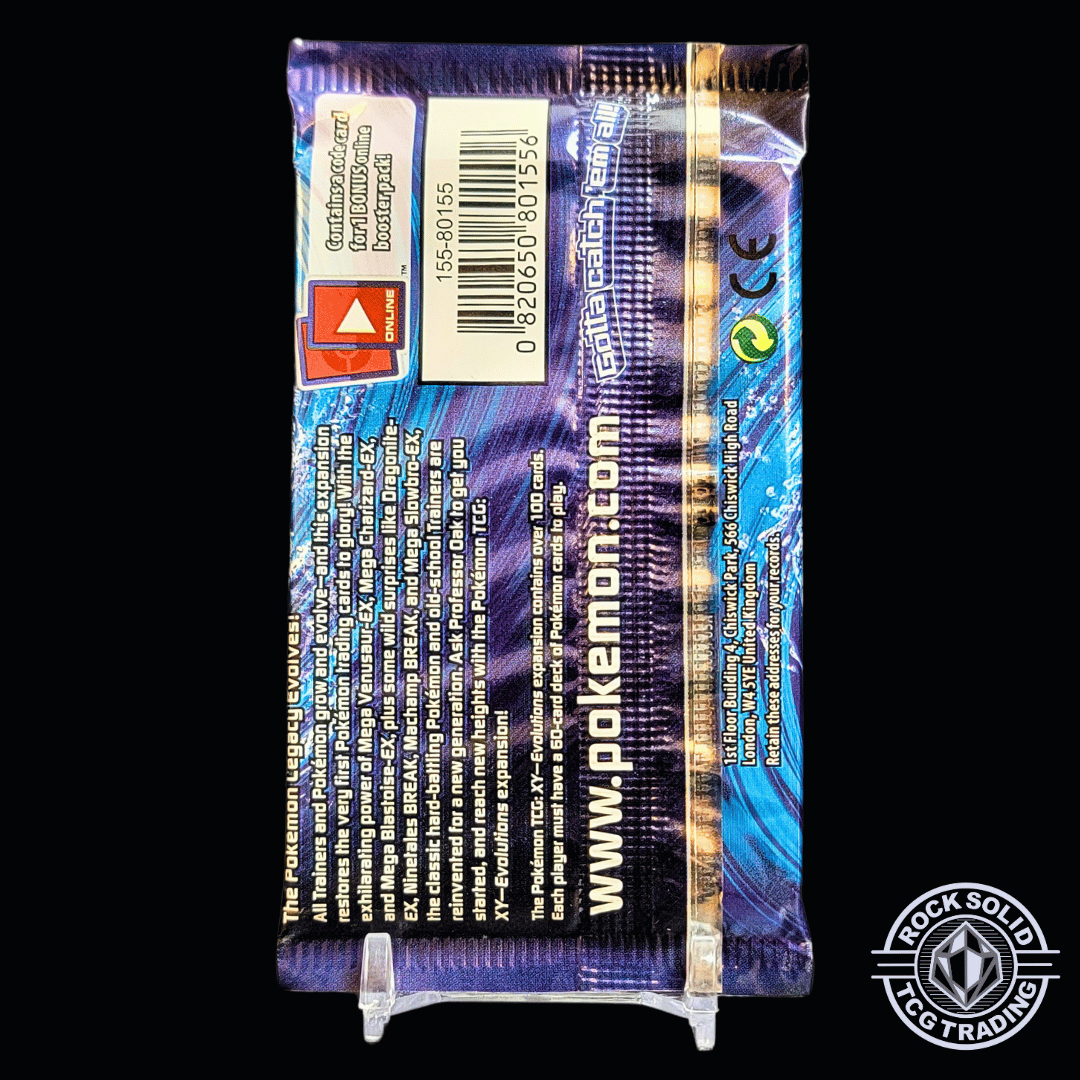 The Pokémon Legacy Evolves!
All Trainers and Pokémon grow and evolve—and this expansion
restores the very first Pokémon trading cards to glory! With the
exhilarating power of Mega Venusaur-EX, Mega Charizard-EX,
and Mega Blastoise-EX, plus some wild surprises like Dragonite-
EX, Ninetales BREAK, Machamp BREAK, and Mega Slowbro-EX,
the classic hard-battling Pokémon and old-school Trainers are
reinvented for a new generation. Ask Professor Oak to get you
started, and reach new heights with the Pokémon TCG:
XY—Evolutions expansion!
The Pokémon TCG: XY—Evolutions expansion contains over 100 cards.
Each player must have a 60-card deck of Pokémon cards to play.
ONLINE
TM
Contains a code card
for 1 BONUS online
booster pack!
155-80155
0 820650 801556
www.pokemon.com
Gotta catch 'em all!
1st Floor Building 4, Chiswick Park, 566 Chiswick High Road
London, W4 5YE United Kingdom
Retain these addresses for your records.
CE
ROCK SOLID
TCG TRADING